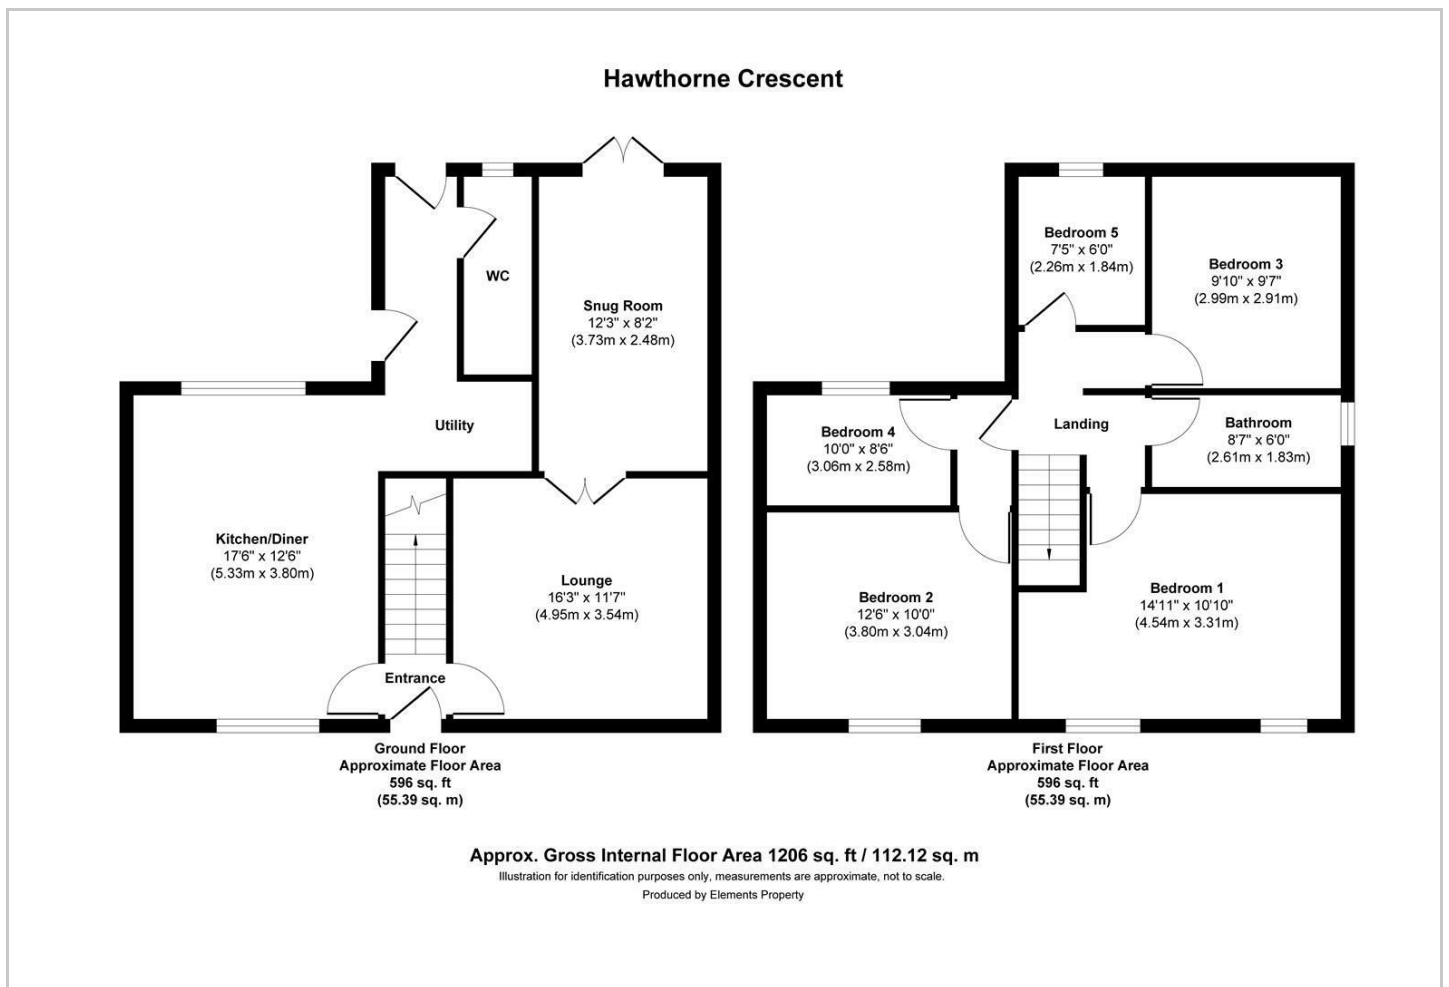 Hawthorne Crescent
WC
Snug Room
12'3" x 8'2"
(3.73m x 2.48m)
Utility
Kitchen/Diner
17'6" x 12'6"
(5.33m x 3.80m)
Lounge
16'3" x 11'7"
(4.95m x 3.54m)
Entrance
Ground Floor
Approximate Floor Area
596 sq. ft
(55.39 sq. m)
Bedroom 5
7'5" x 6'0"
(2.26m x 1.84m)
Bedroom 3
9'10" x 9'7"
(2.99m x 2.91m)
Bedroom 4
10'0" x 8'6"
(3.06m x 2.58m)
Landing
Bathroom
8'7" x 6'0"
(2.61m x 1.83m)
Bedroom 2
12'6" x 10'0"
(3.80m x 3.04m)
Bedroom 1
14'11" x 10'10"
(4.54m x 3.31m)
First Floor
Approximate Floor Area
596 sq. ft
(55.39 sq. m)
Approx. Gross Internal Floor Area 1206 sq. ft / 112.12 sq. m
Illustration for identification purposes only, measurements are approximate, not to scale.
Produced by Elements Property